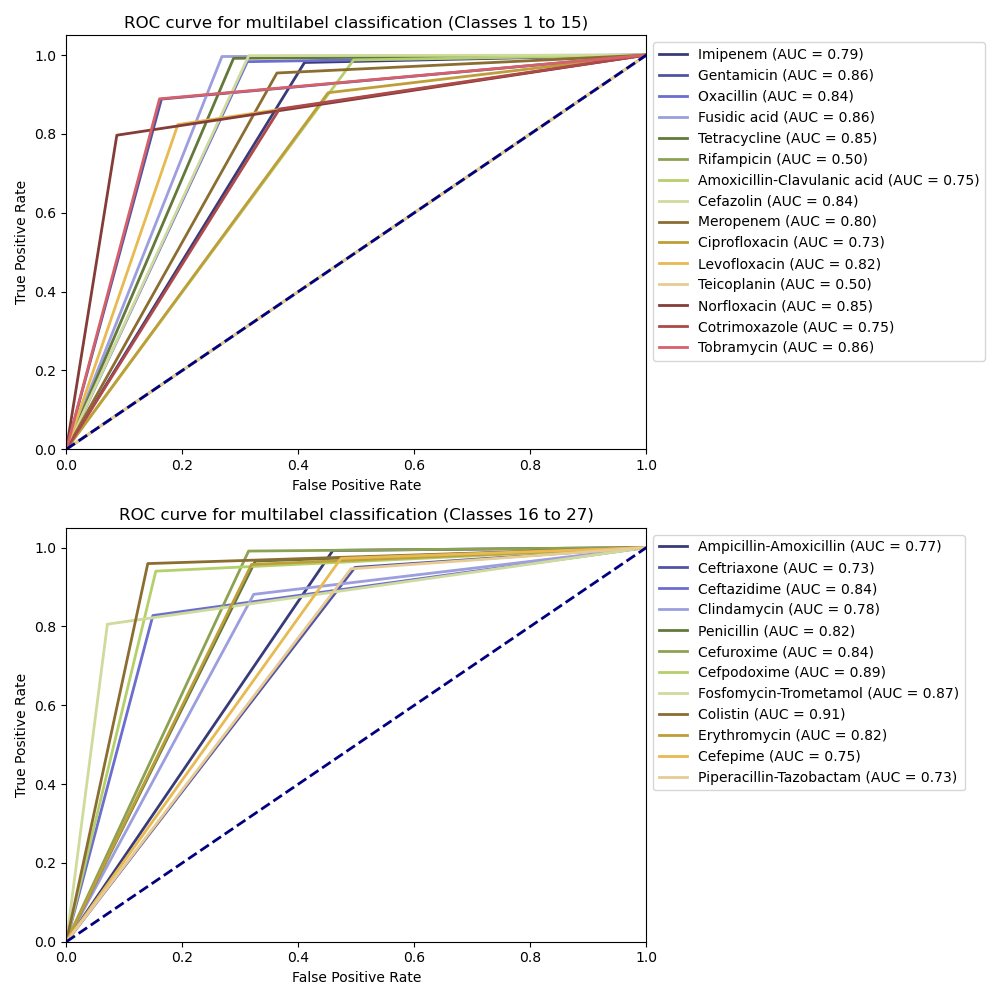 ROC curve for multilabel classification (Classes 1 to 15)
True Positive Rate
1.0
0.8
0.6
0.4
0.2
0.0
0.0 0.2 0.4 0.6 0.8 1.0
False Positive Rate
Imipenem (AUC = 0.79)
Gentamicin (AUC = 0.86)
Oxacillin (AUC = 0.84)
Fusidic acid (AUC = 0.86)
Tetracycline (AUC = 0.85)
Rifampicin (AUC = 0.50)
Amoxicillin-Clavulanic acid (AUC = 0.75)
Cefazolin (AUC = 0.84)
Meropenem (AUC = 0.80)
Ciprofloxacin (AUC = 0.73)
Levofloxacin (AUC = 0.82)
Teicoplanin (AUC = 0.50)
Norfloxacin (AUC = 0.85)
Cotrimoxazole (AUC = 0.75)
Tobramycin (AUC = 0.86)
ROC curve for multilabel classification (Classes 16 to 27)
True Positive Rate
1.0
0.8
0.6
0.4
0.2
0.0
0.0 0.2 0.4 0.6 0.8 1.0
False Positive Rate
Ampicillin-Amoxicillin (AUC = 0.77)
Ceftriaxone (AUC = 0.73)
Ceftazidime (AUC = 0.84)
Clindamycin (AUC = 0.78)
Penicillin (AUC = 0.82)
Cefuroxime (AUC = 0.84)
Cefpodoxime (AUC = 0.89)
Fosfomycin-Trometamol (AUC = 0.87)
Colistin (AUC = 0.91)
Erythromycin (AUC = 0.82)
Cefepime (AUC = 0.75)
Piperacillin-Tazobactam (AUC = 0.73)